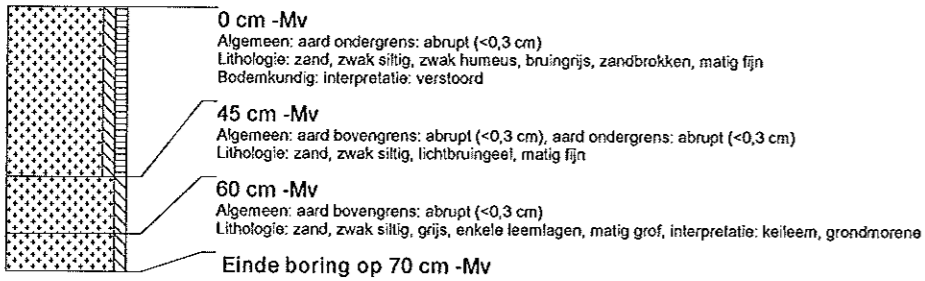 0 cm -Mv
Algemeen: aard ondergrens: abrupt (<0,3 cm)
Lithologie: zand, zwak siltig, zwak humeus, bruingrijs, zandbrokken, matig fijn
Bodemkundig: interpretatie: verstoord
45 cm -Mv
Algemeen: aard bovengrens: abrupt (<0,3 cm), aard ondergrens: abrupt (<0,3 cm)
Lithologie: zand, zwak siltig, lichtbruingeel, matig fijn
60 cm -Mv
Algemeen: aard bovengrens: abrupt (<0,3 cm)
Lithologie: zand, zwak siltig, grijs, enkele leemlagen, matig grof, interpretatie: keileem, grondmorene
Einde boring op 70 cm -Mv